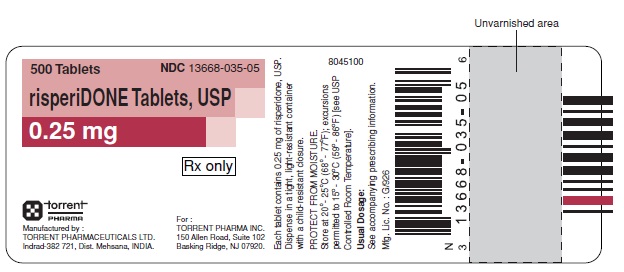 Unvarnished area
500 Tablets NDC 13668-035-05
risperiDONE Tablets, USP
0.25 mg
Rx only
torrent
PHARMA
Manufactured by :
TORRENT PHARMACEUTICALS LTD.
Indrad-382 721, Dist. Mehsana, INDIA.
For :
TORRENT PHARMA INC.
150 Allen Road, Suite 102
Basking Ridge, NJ 07920.
Each tablet contains 0.25 mg of risperidone, USP.
Dispense in a tight, light-resistant container
with a child-resistant closure.
PROTECT FROM MOISTURE.
Store at 20°- 25°C (68°- 77°F); excursions
permitted to 15°- 30°C (59°- 86°F) [see USP
Controlled Room Temperature].
Usual Dosage:
See accompanying prescribing information.
Mfg. Lic. No. : G/926
8045100
N
3 13668-035-05 6